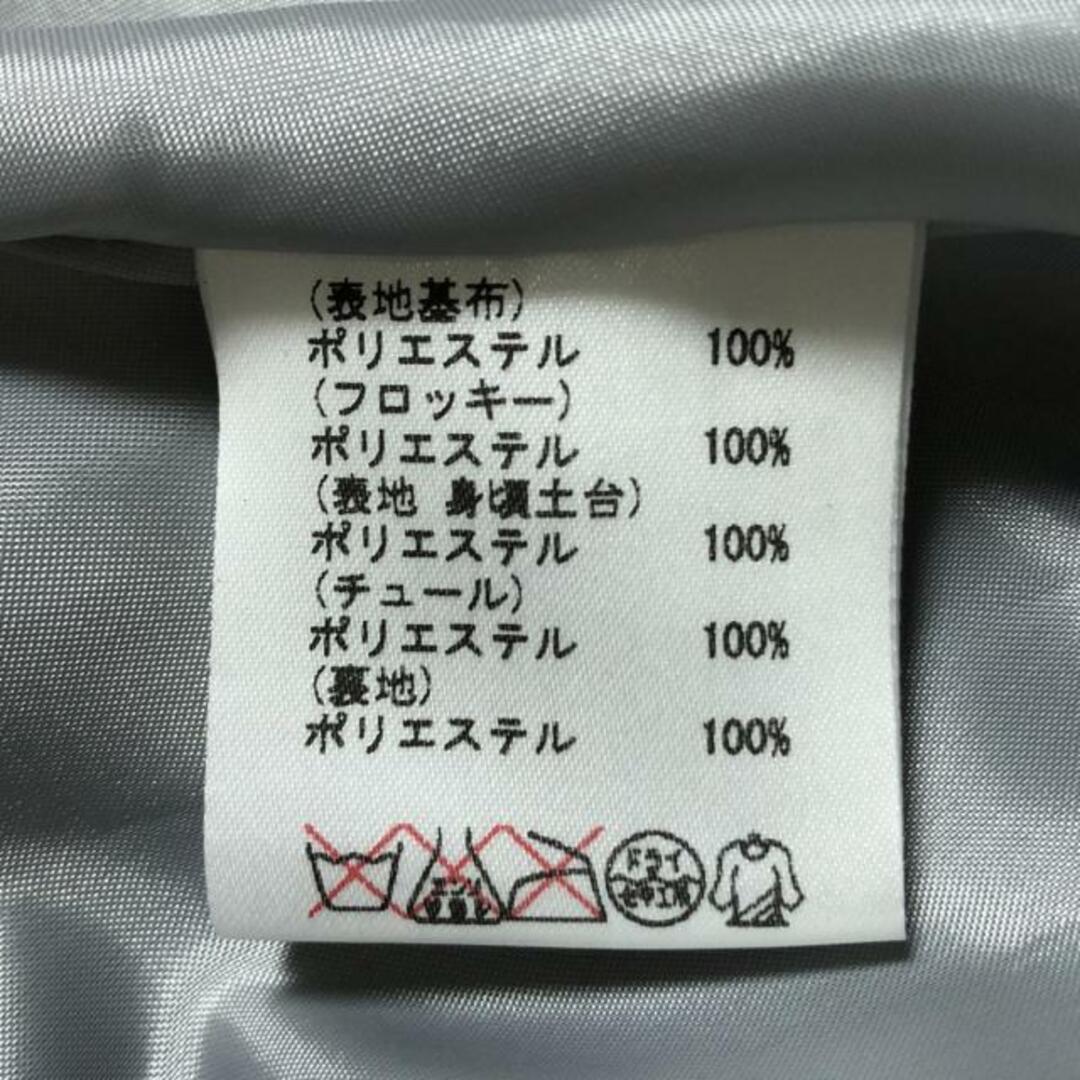 (表地基布)
ポリエステル 100%
(フロッキー)
ポリエステル 100%
(表地 身頃土台)
ポリエステル 100%
(チュール)
ポリエステル 100%
(裏地)
ポリエステル 100%
エンソ
ドライ